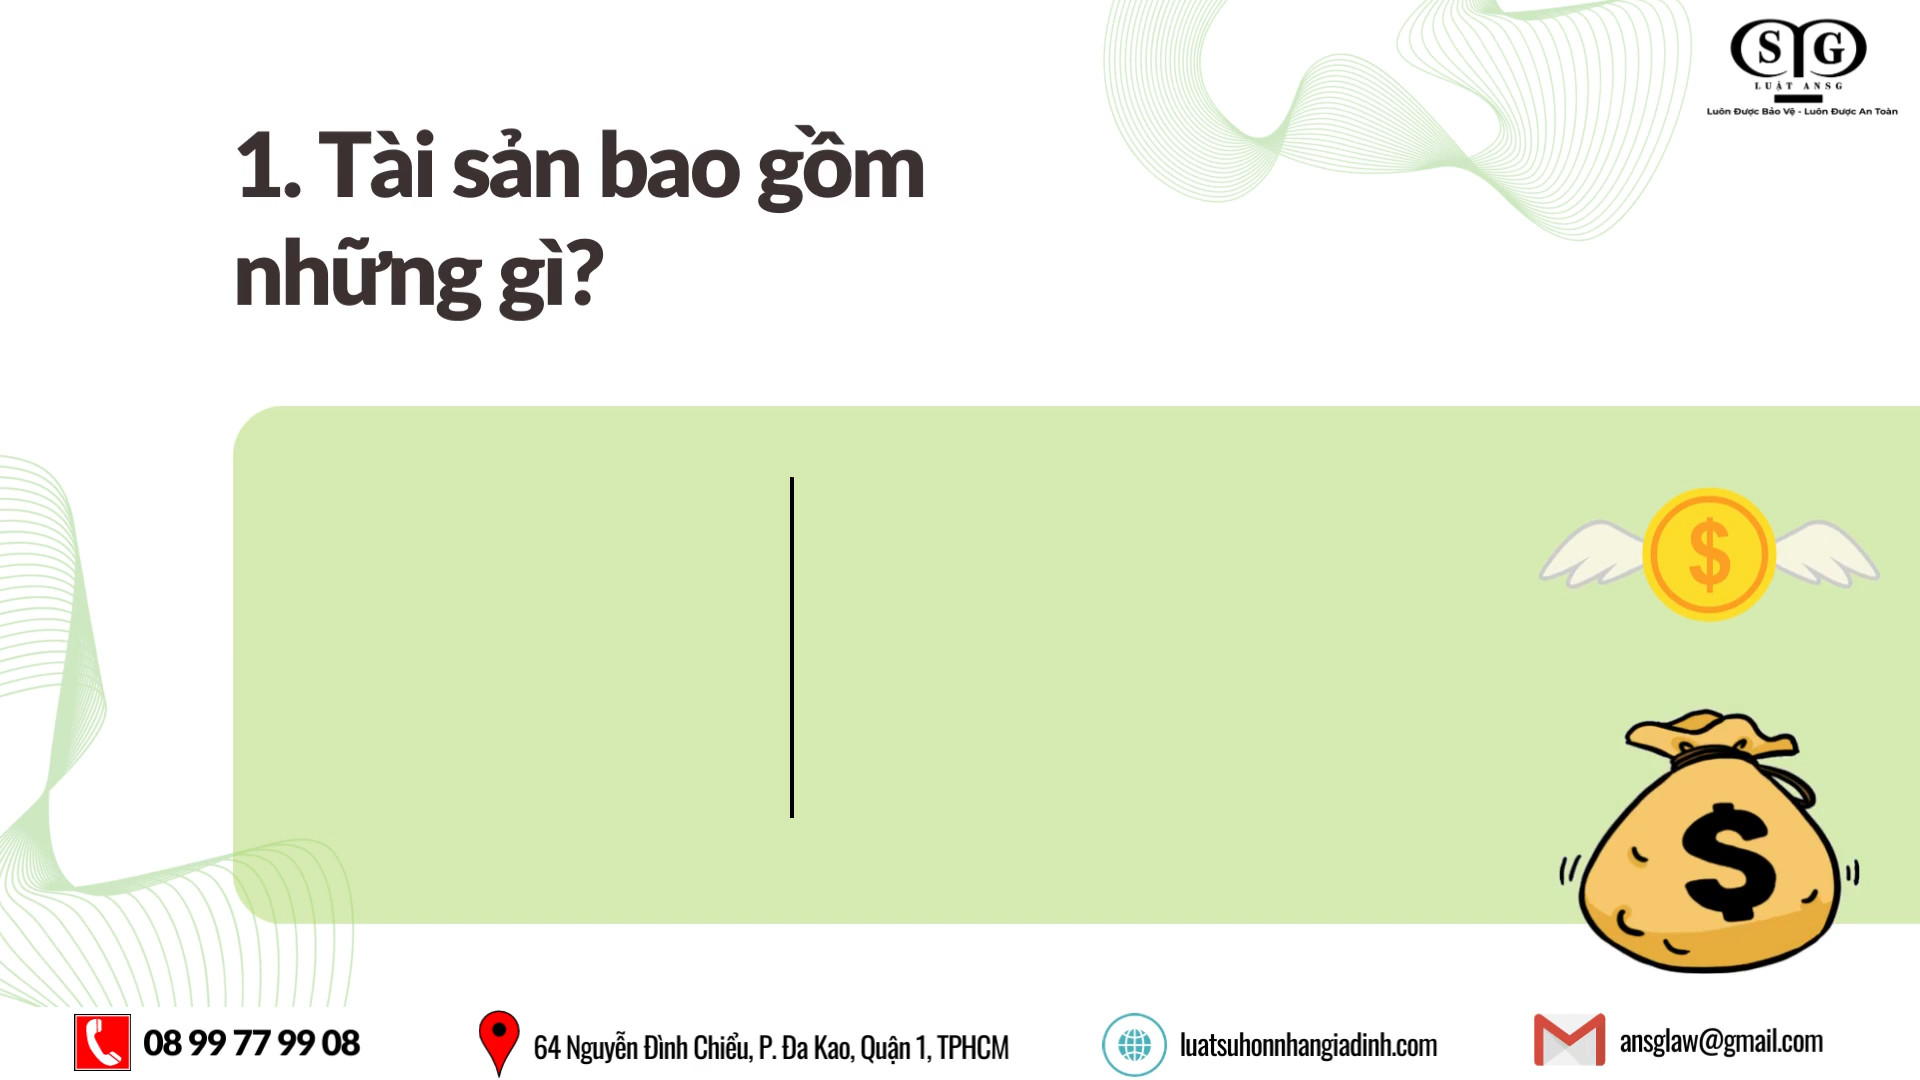 S G
LUẬT ANSG
Luôn Được Bảo Vệ - Luôn Được An Toàn
1. Tài sản bao gồm
những gì?
$
$
08 99 77 99 08
64 Nguyễn Đình Chiểu, P. Đa Kao, Quận 1, TPHCM
luatsuhonnhangiadinh.com
ansglaw@gmail.com